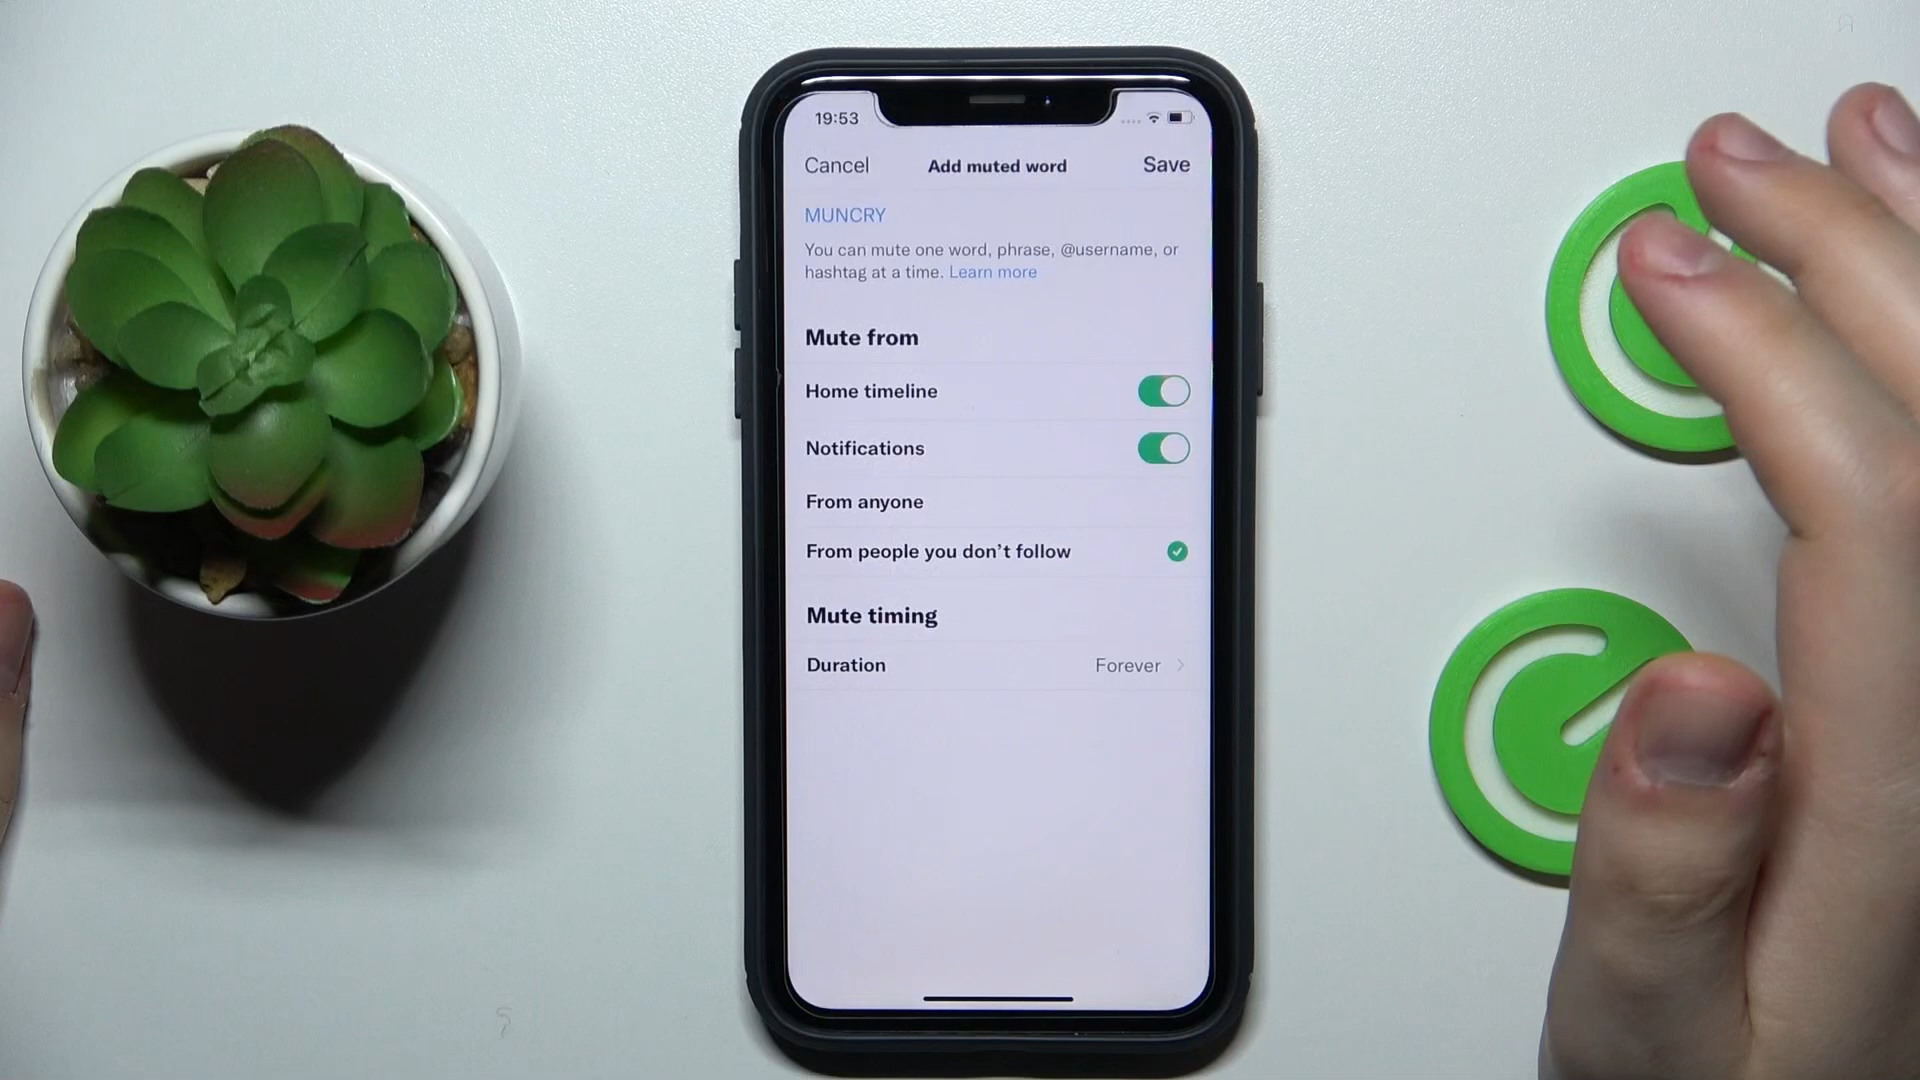 19:53
Cancel Add muted word Save
MUNCRY
You can mute one word, phrase, @username, or
hashtag at a time. Learn more
Mute from
Home timeline
Notifications
From anyone
From people you don’t follow
Mute timing
Duration Forever